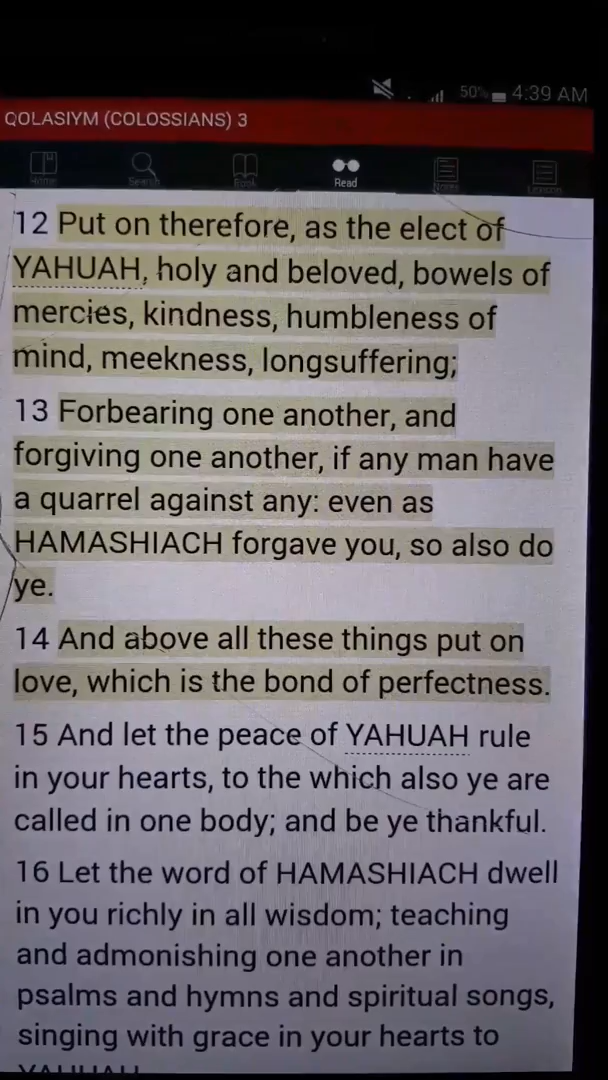 50% 4:39 AM
QOLASIYM (COLOSSIANS) 3
Home Search Book Read Notes Lexicon
12 Put on therefore, as the elect of
YAHUAH, holy and beloved, bowels of
mercies, kindness, humbleness of
mind, meekness, longsuffering;
13 Forbearing one another, and
forgiving one another, if any man have
a quarrel against any: even as
HAMASHIACH forgave you, so also do
ye.
14 And above all these things put on
love, which is the bond of perfectness.
15 And let the peace of YAHUAH rule
in your hearts, to the which also ye are
called in one body; and be ye thankful.
16 Let the word of HAMASHIACH dwell
in you richly in all wisdom; teaching
and admonishing one another in
psalms and hymns and spiritual songs,
singing with grace in your hearts to
YAHUAH